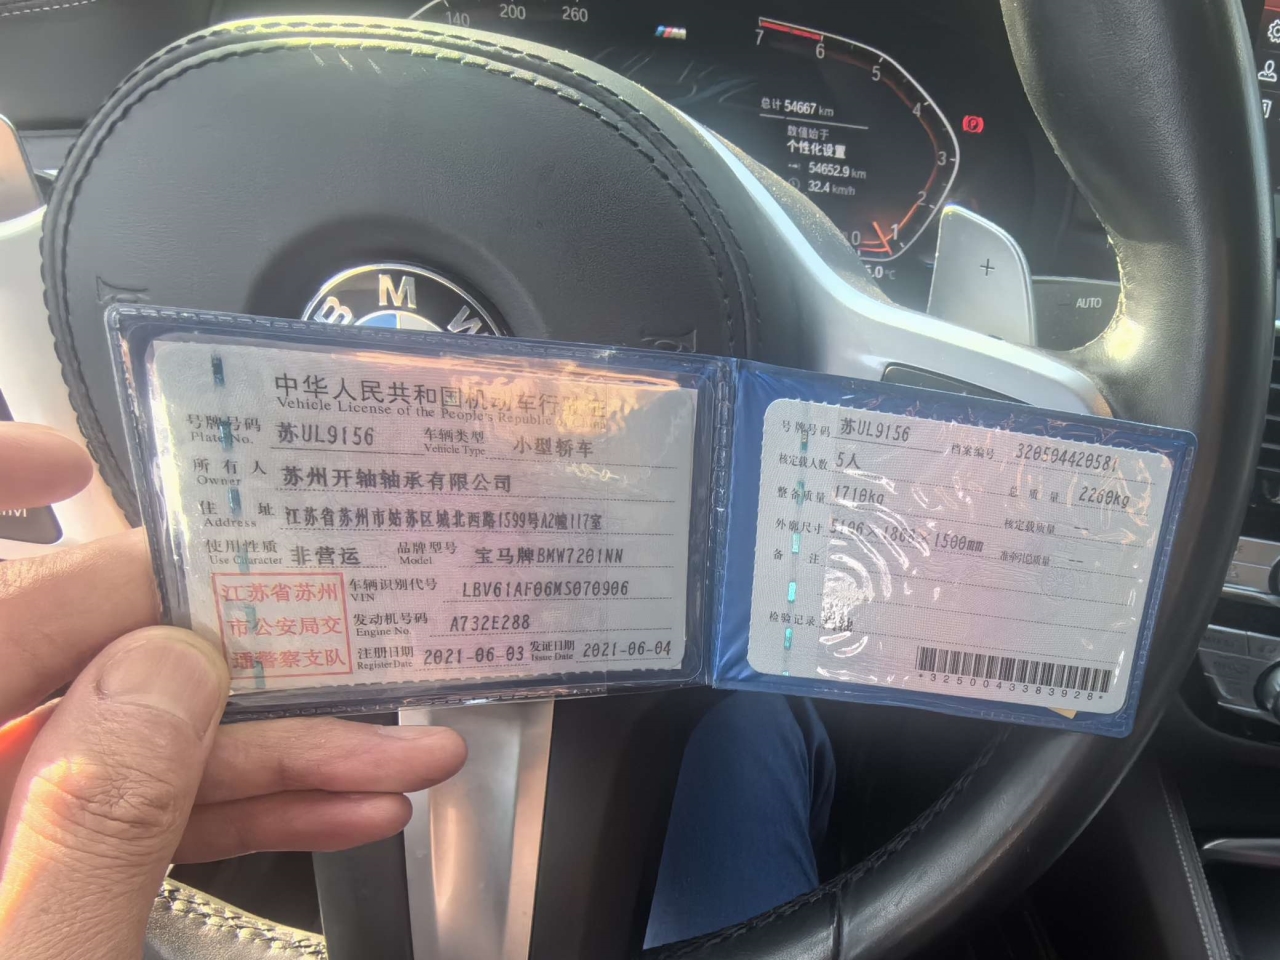 140 200 260
7 6 5 4 3 2 1 0
总计 54667 km
数值始于
个性化设置
54652.9 km
32.4 km/h
5.0 °C
+
AUTO
BMW
中华人民共和国机动车行驶证
Vehicle License of the People's Republic of China
号牌号码 Plate No. 苏UL9156 车辆类型 Vehicle Type 小型轿车
所有人 Owner 苏州开轴轴承有限公司
住址 Address 江苏省苏州市姑苏区城北西路1599号A2幢117室
使用性质 Use Character 非营运 品牌型号 Model 宝马牌BMW7201NN
江苏省苏州
市公安局交
通警察支队
车辆识别代号 VIN LBV61AF06MS070906
发动机号码 Engine No. A732E288
注册日期 Register Date 2021-06-03 发证日期 Issue Date 2021-06-04
号牌号码 苏UL9156 档案编号 320504420581
核定载人数 5人 总质量 2260kg
整备质量 1710kg 核定载质量 --
外廓尺寸 5106×1868×1500mm 准牵引总质量 --
备注
检验记录
*3250043383928*